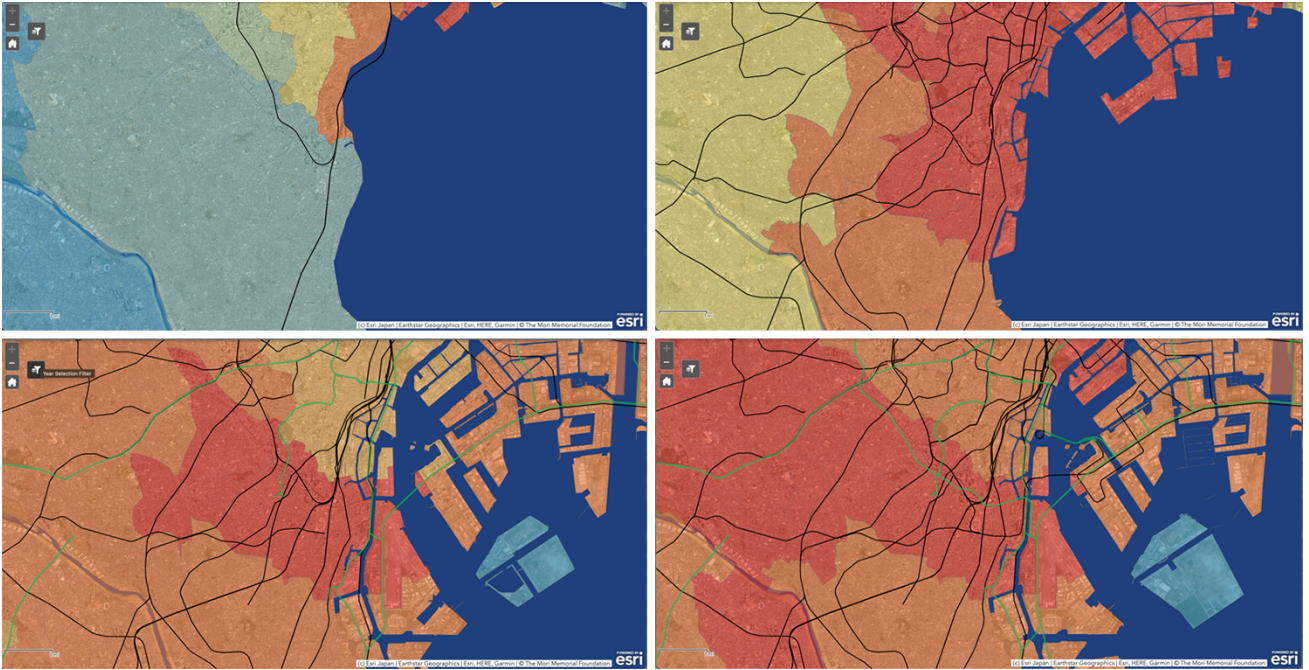 POWERED BY
esri
(c) Esri Japan | Earthstar Geographics | Esri, HERE, Garmin | © The Mori Memorial Foundation
POWERED BY
esri
(c) Esri Japan | Earthstar Geographics | Esri, HERE, Garmin | © The Mori Memorial Foundation
Year Selection Filter
POWERED BY
esri
(c) Esri Japan | Earthstar Geographics | Esri, HERE, Garmin | © The Mori Memorial Foundation
POWERED BY
esri
(c) Esri Japan | Earthstar Geographics | Esri, HERE, Garmin | © The Mori Memorial Foundation